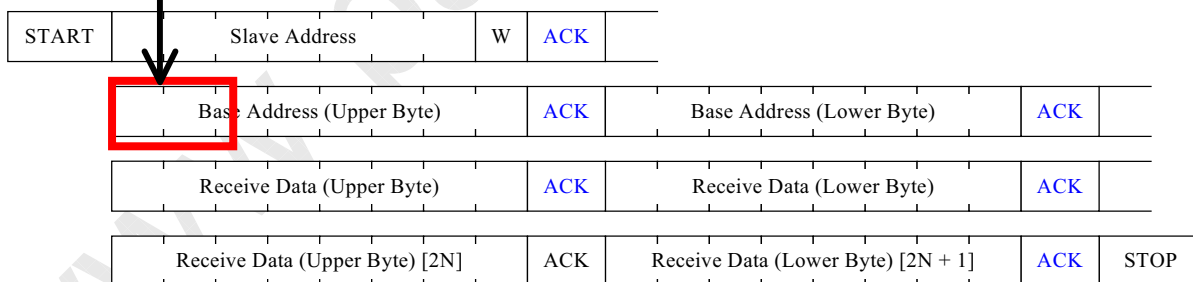 START Slave Address W ACK
Base Address (Upper Byte) ACK Base Address (Lower Byte) ACK
Receive Data (Upper Byte) ACK Receive Data (Lower Byte) ACK
Receive Data (Upper Byte) [2N] ACK Receive Data (Lower Byte) [2N + 1] ACK STOP